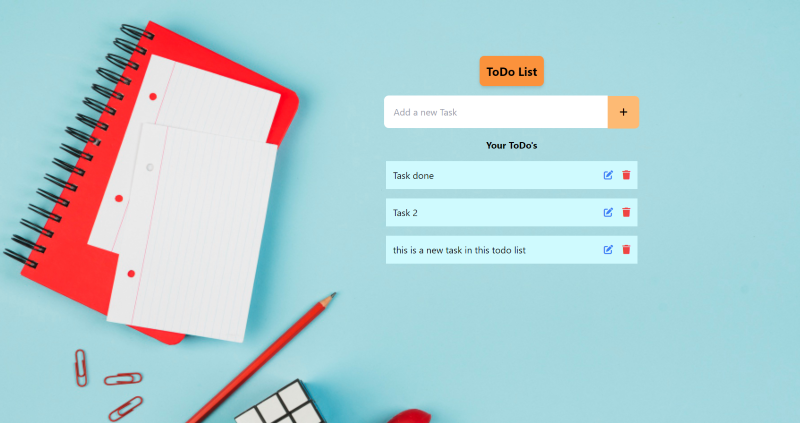 ToDo List
Add a new Task
+
Your ToDo's
Task done
Task 2
this is a new task in this todo list